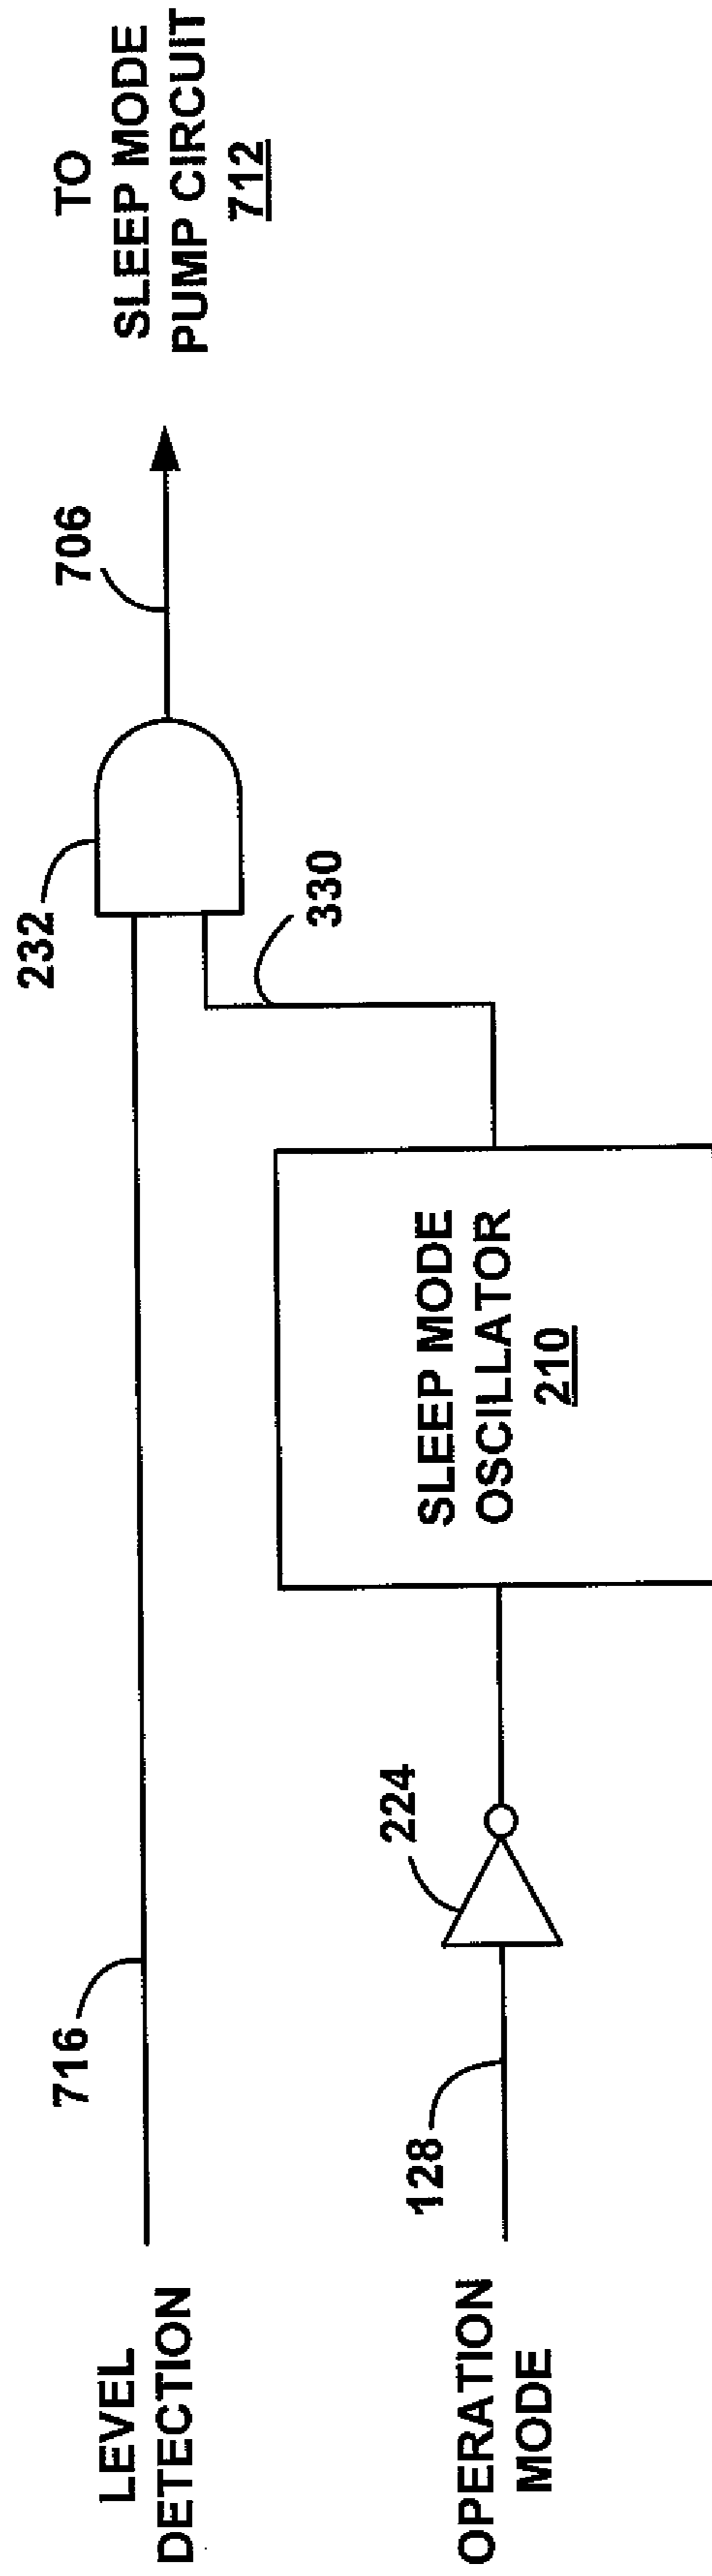 TO
SLEEP MODE
PUMP CIRCUIT
712
706
232
330
SLEEP MODE
OSCILLATOR
210
224
716
128
LEVEL
DETECTION
OPERATION
MODE